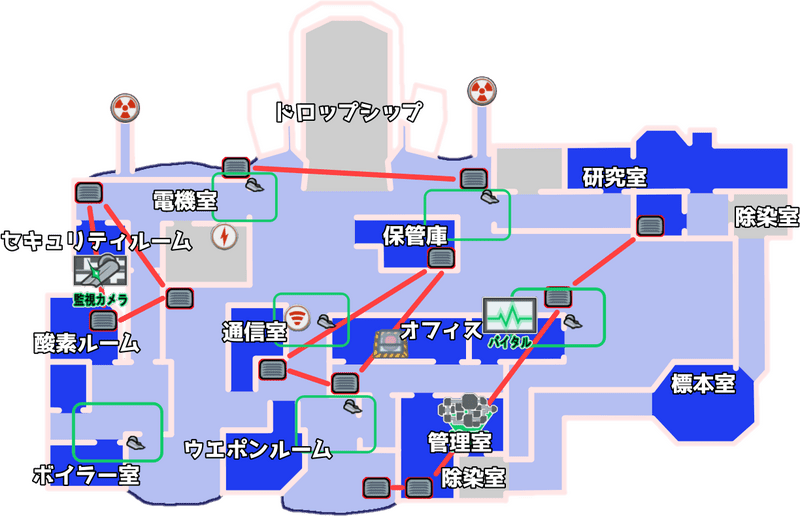 ドロップシップ
研究室
電機室
除染室
セキュリティルーム
保管庫
監視カメラ
通信室
オフィス
バイタル
酸素ルーム
標本室
ウエポンルーム
管理室
ボイラー室
除染室